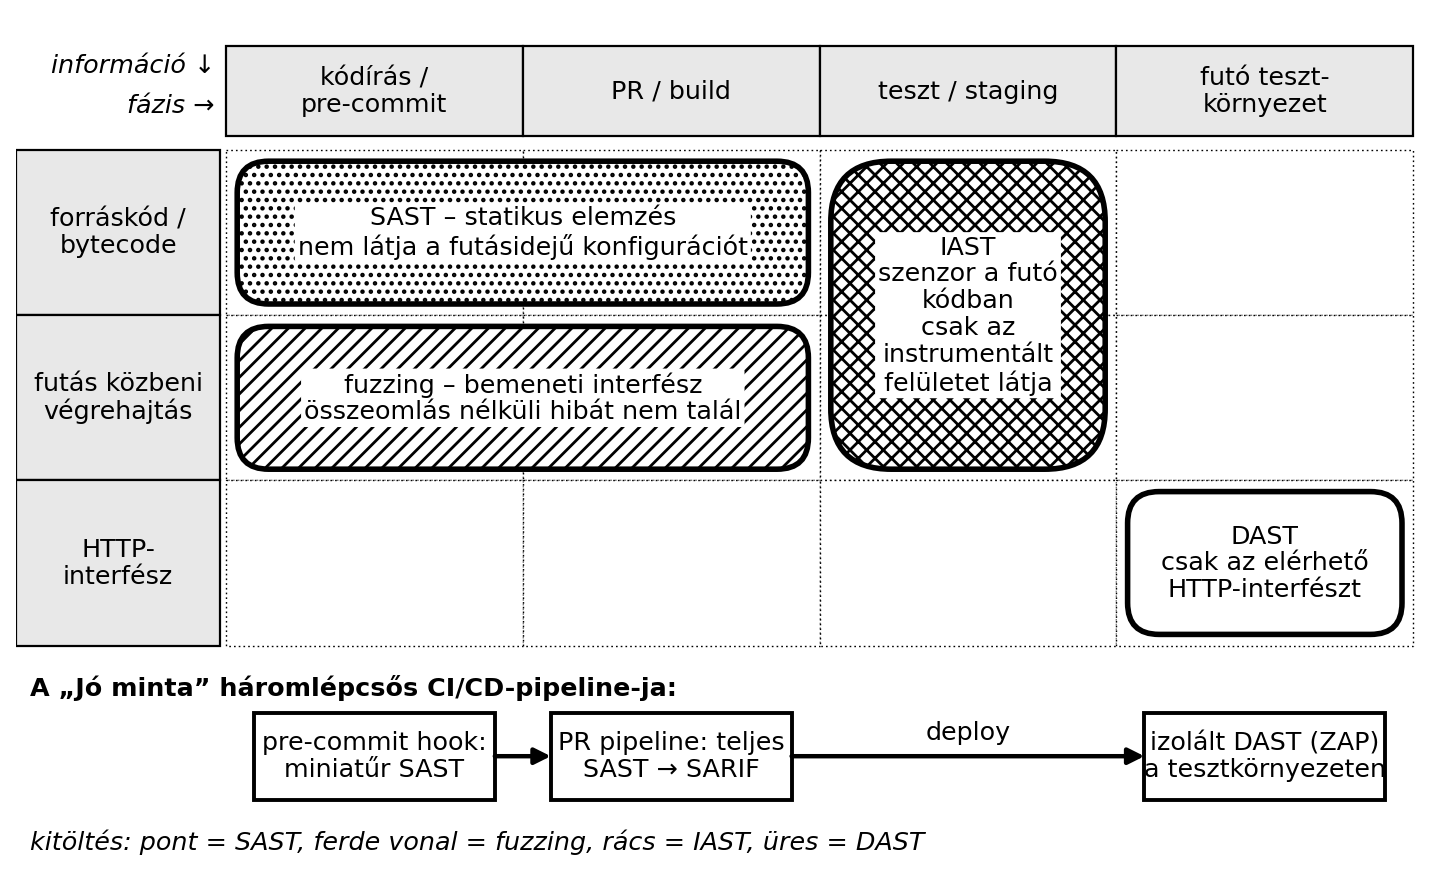 információ ↓
fázis →
kódírás /
pre-commit
PR / build
teszt / staging
futó teszt-
környezet
forráskód /
bytecode
SAST – statikus elemzés
nem látja a futásidejű konfigurációt
IAST
szenzor a futó
kódban
csak az
instrumentált
felületet látja
futás közbeni
végrehajtás
fuzzing – bemeneti interfész
összeomlás nélküli hibát nem talál
HTTP-
interfész
DAST
csak az elérhető
HTTP-interfészt
A „Jó minta” háromlépcsős CI/CD-pipeline-ja:
pre-commit hook:
miniatűr SAST
PR pipeline: teljes
SAST → SARIF
deploy
izolált DAST (ZAP)
a tesztkörnyezeten
kitöltés: pont = SAST, ferde vonal = fuzzing, rács = IAST, üres = DAST